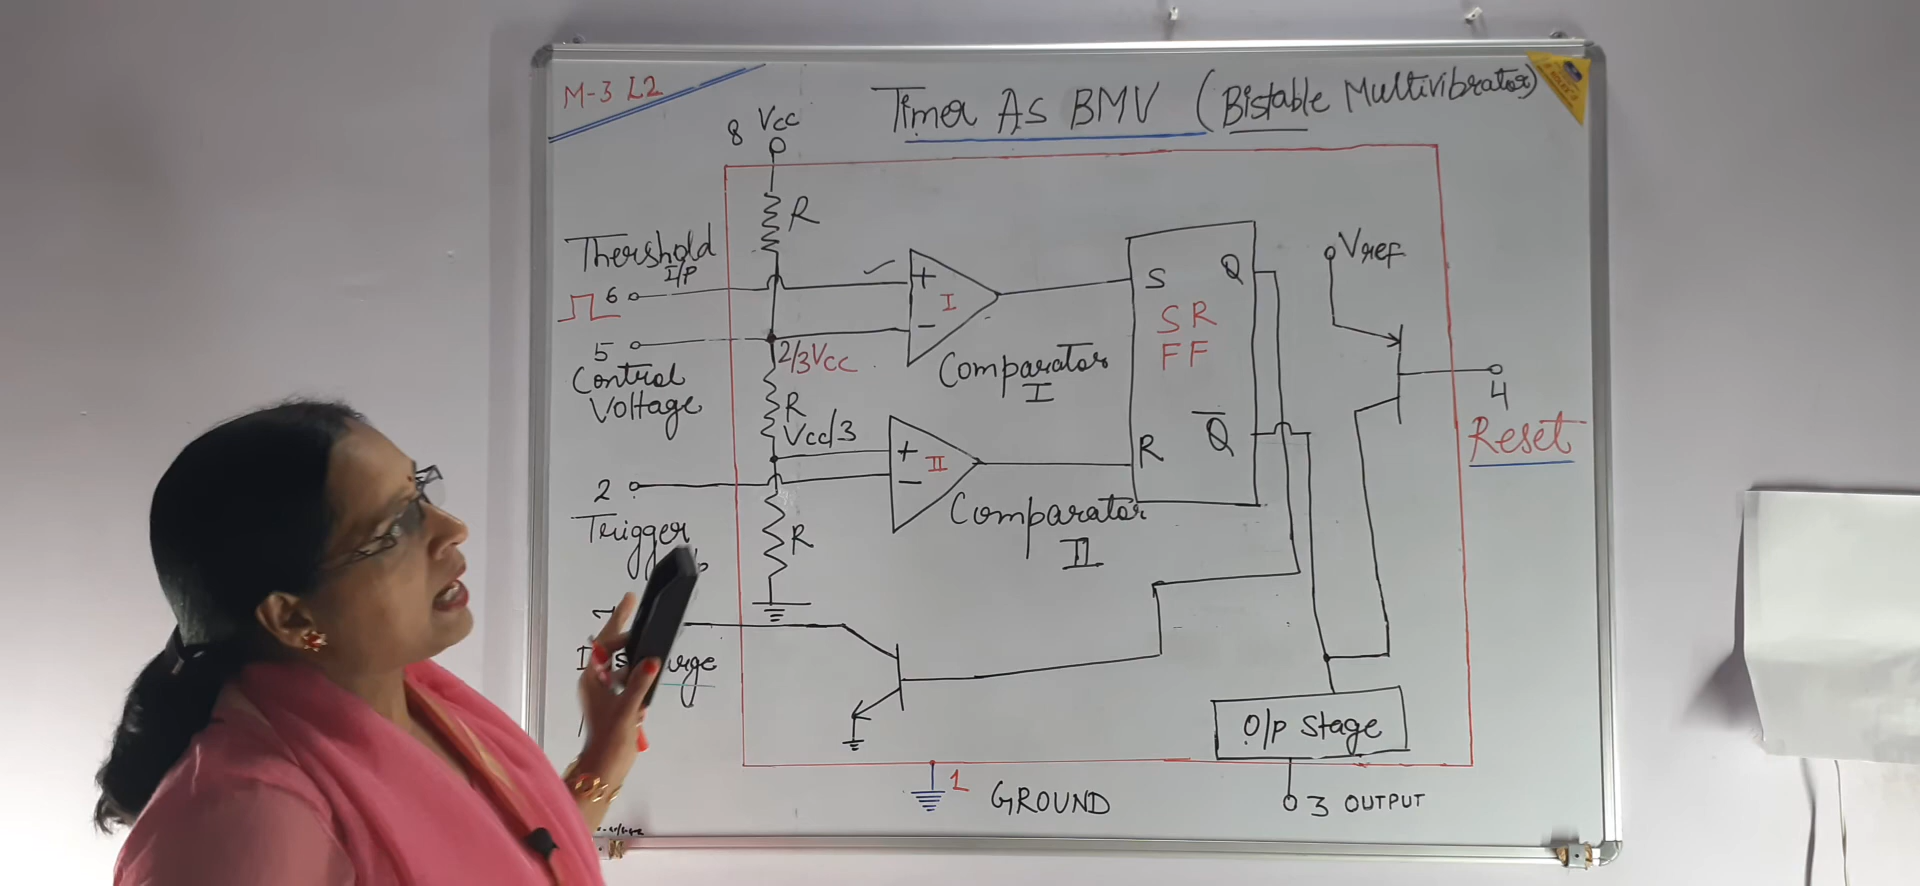 M-3 L2
Timer As BMV (Bistable Multivibrator)
8 Vcc
R
Thershold
I/P
6
5
Control
Voltage
2/3Vcc
+
I
-
Comparator
I
S Q
SR
FF
R Q̅
Vref
4
Reset
R
Vcc/3
+
II
-
Comparator
II
2
Trigger
R
O/p Stage
1 GROUND
3 OUTPUT